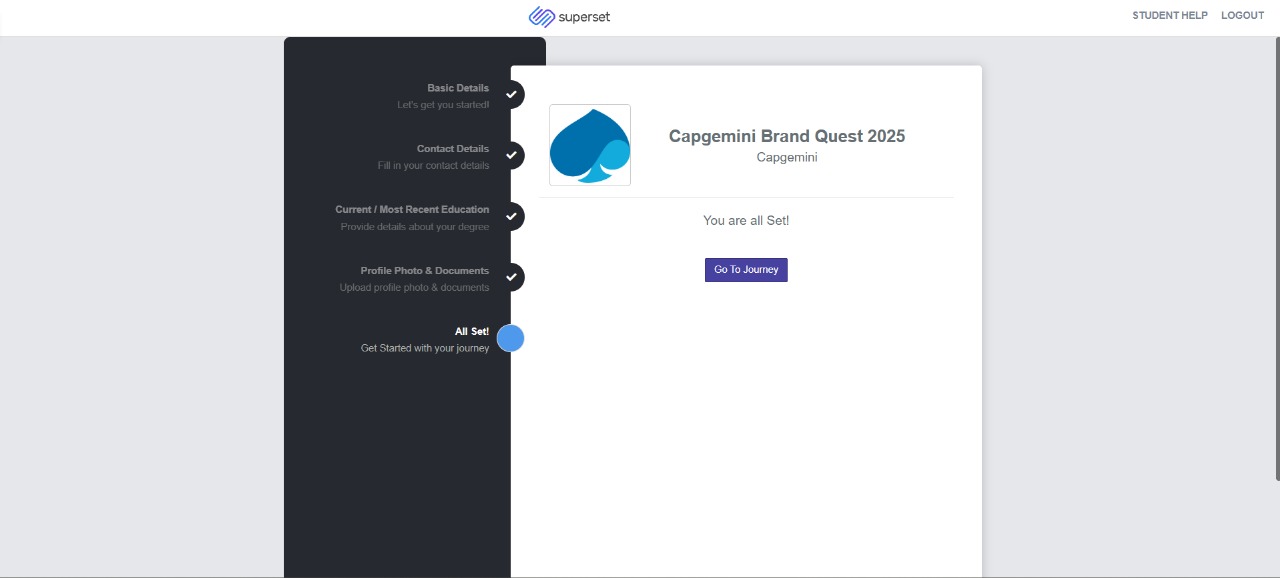 superset
STUDENT HELP
LOGOUT
Basic Details
Let's get you started!
Contact Details
Fill in your contact details
Current / Most Recent Education
Provide details about your degree
Profile Photo & Documents
Upload profile photo & documents
All Set!
Get Started with your journey
Capgemini Brand Quest 2025
Capgemini
You are all Set!
Go To Journey